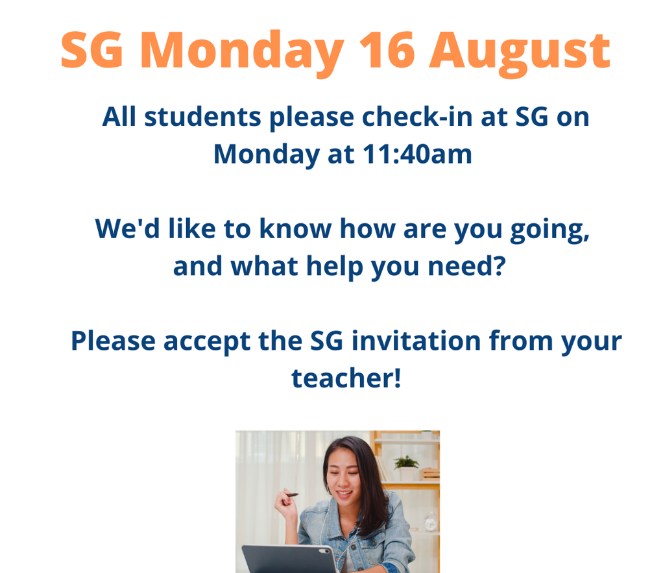 SG Monday 16 August
All students please check-in at SG on
Monday at 11:40am
We'd like to know how are you going,
and what help you need?
Please accept the SG invitation from your
teacher!